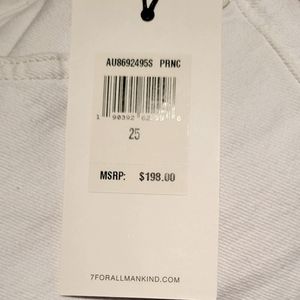 AU8692495S PRNC
25
MSRP: $198.00
7FORALLMANKIND.COM